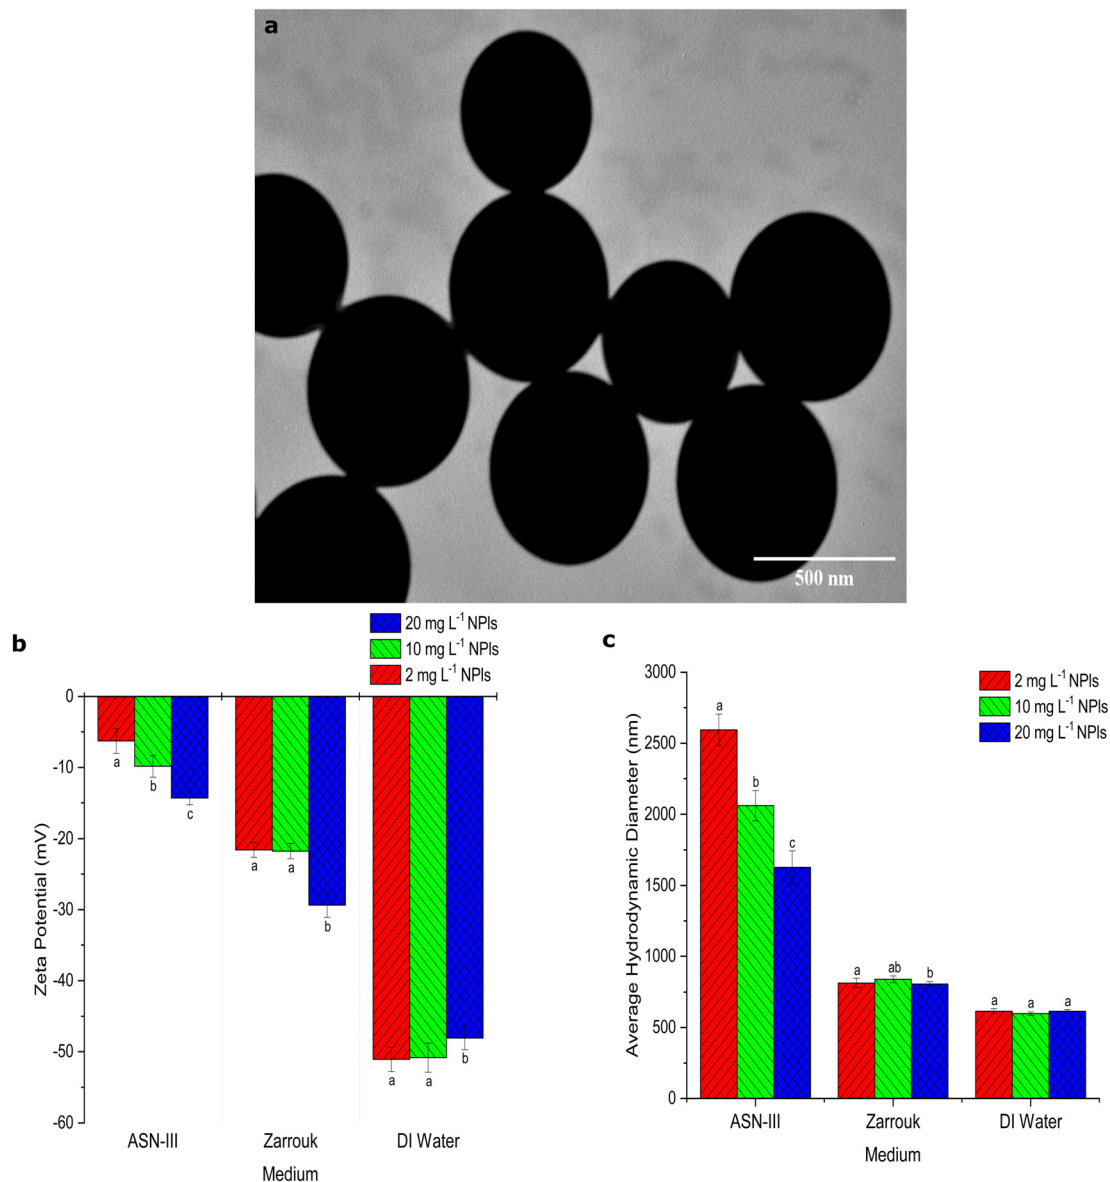 a
500 nm
b
20 mg L⁻¹ NPls
10 mg L⁻¹ NPls
2 mg L⁻¹ NPls
0
-10
-20
-30
-40
-50
-60
Zeta Potential (mV)
a
b
c
a
a
b
a
a
b
ASN-III
Zarrouk
DI Water
Medium
c
2 mg L⁻¹ NPls
10 mg L⁻¹ NPls
20 mg L⁻¹ NPls
3000
2500
2000
1500
1000
500
0
Average Hydrodynamic Diameter (nm)
a
b
c
a
ab
b
a
a
a
ASN-III
Zarrouk
DI Water
Medium